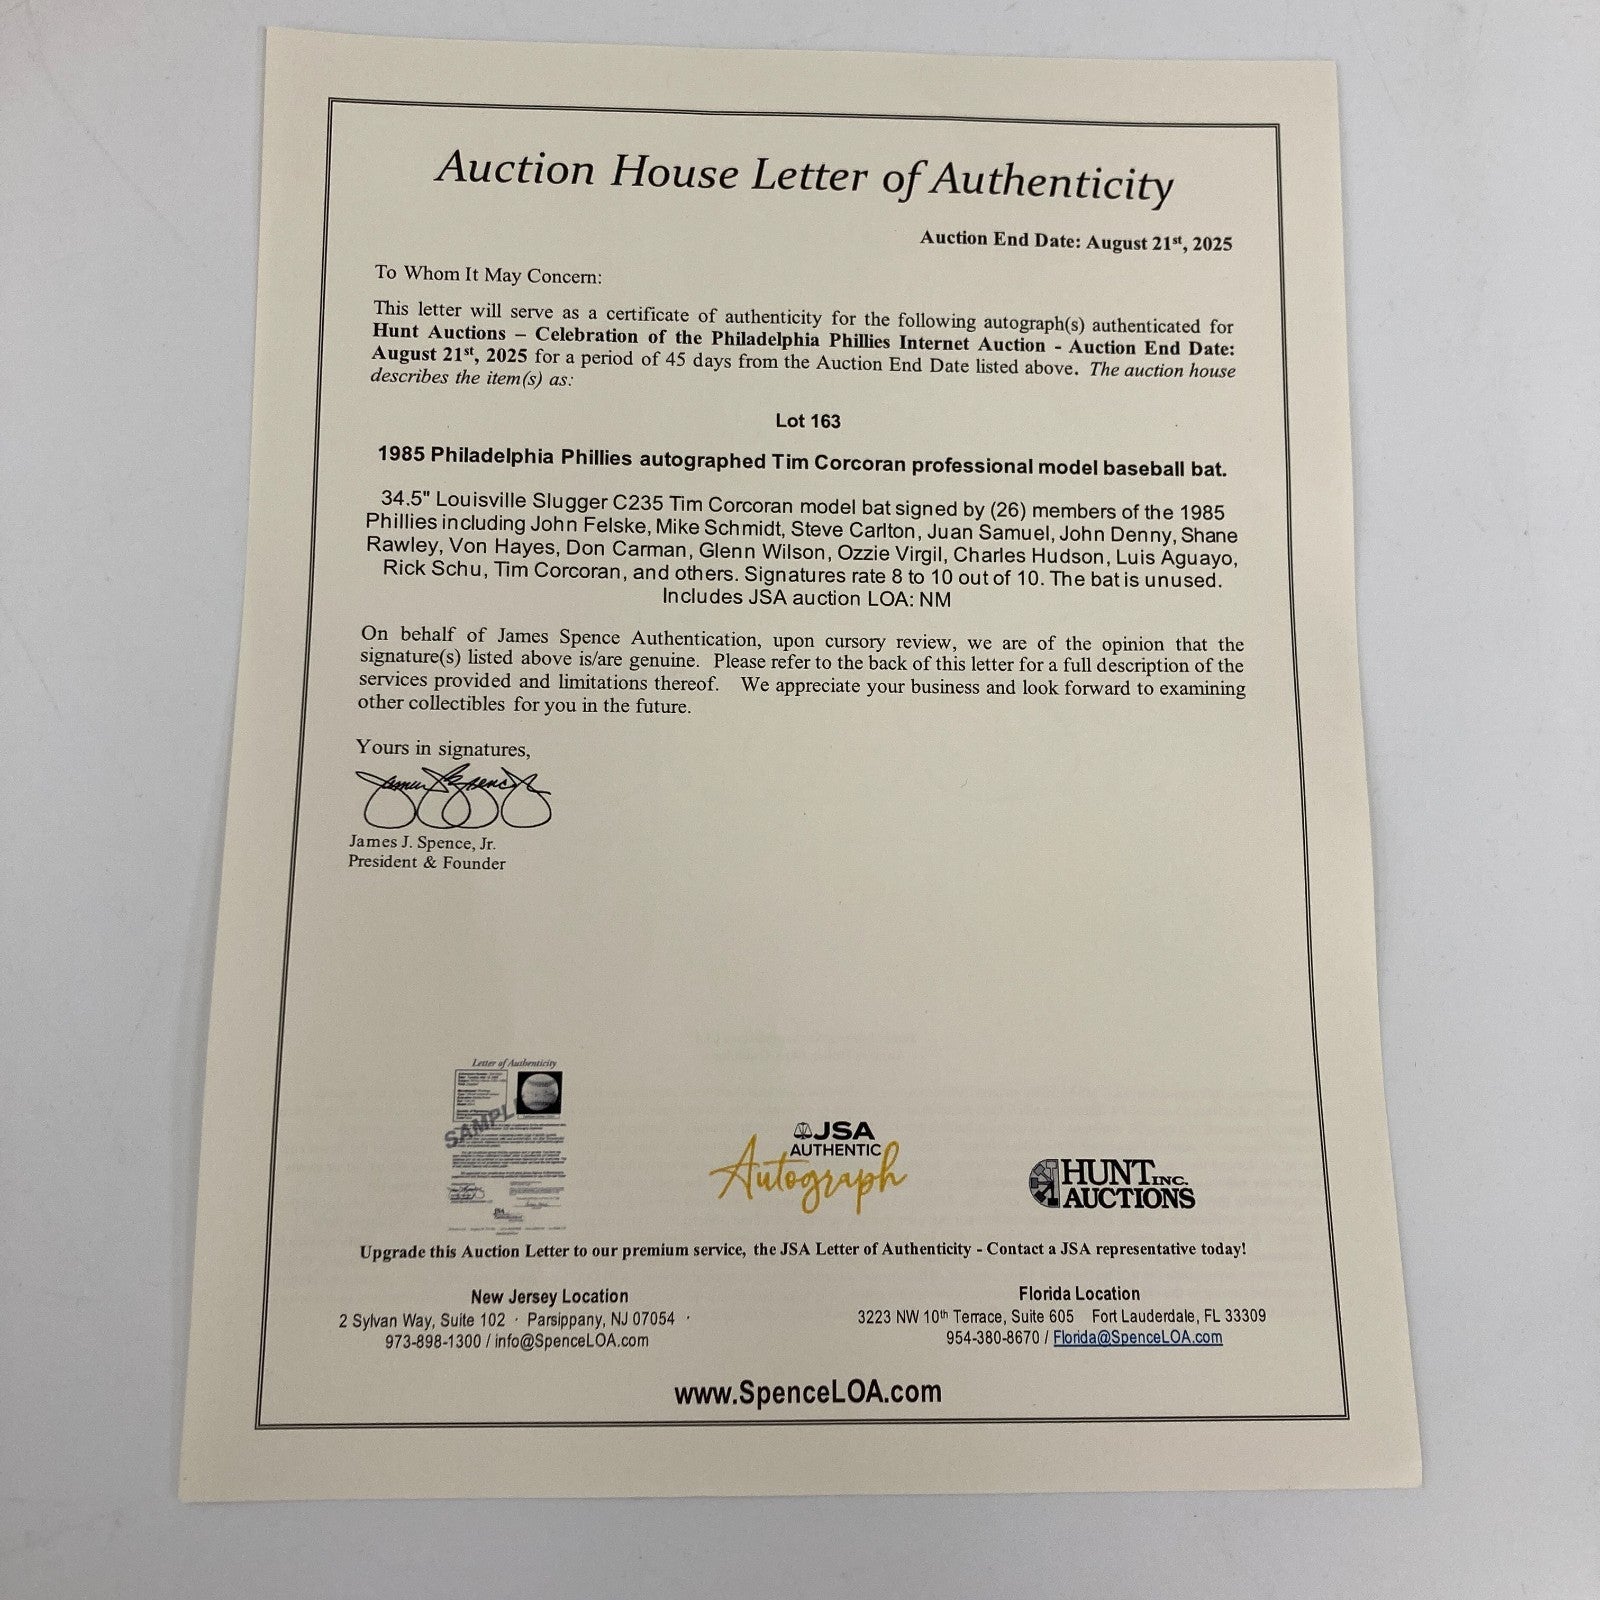 Auction House Letter of Authenticity
Auction End Date: August 21st, 2025
To Whom It May Concern:
This letter will serve as a certificate of authenticity for the following autograph(s) authenticated for
Hunt Auctions – Celebration of the Philadelphia Phillies Internet Auction - Auction End Date:
August 21st, 2025 for a period of 45 days from the Auction End Date listed above. The auction house
describes the item(s) as:
Lot 163
1985 Philadelphia Phillies autographed Tim Corcoran professional model baseball bat.
34.5" Louisville Slugger C235 Tim Corcoran model bat signed by (26) members of the 1985
Phillies including John Felske, Mike Schmidt, Steve Carlton, Juan Samuel, John Denny, Shane
Rawley, Von Hayes, Don Carman, Glenn Wilson, Ozzie Virgil, Charles Hudson, Luis Aguayo,
Rick Schu, Tim Corcoran, and others. Signatures rate 8 to 10 out of 10. The bat is unused.
Includes JSA auction LOA: NM
On behalf of James Spence Authentication, upon cursory review, we are of the opinion that the
signature(s) listed above is/are genuine. Please refer to the back of this letter for a full description of the
services provided and limitations thereof. We appreciate your business and look forward to examining
other collectibles for you in the future.
Yours in signatures,
James J. Spence, Jr.
President & Founder
Letter of Authenticity
SAMPLE
JSA
AUTHENTIC
Autograph
HUNT INC.
AUCTIONS
Upgrade this Auction Letter to our premium service, the JSA Letter of Authenticity - Contact a JSA representative today!
New Jersey Location
2 Sylvan Way, Suite 102 · Parsippany, NJ 07054 ·
973-898-1300 / info@SpenceLOA.com
Florida Location
3223 NW 10th Terrace, Suite 605 Fort Lauderdale, FL 33309
954-380-8670 / Florida@SpenceLOA.com
www.SpenceLOA.com